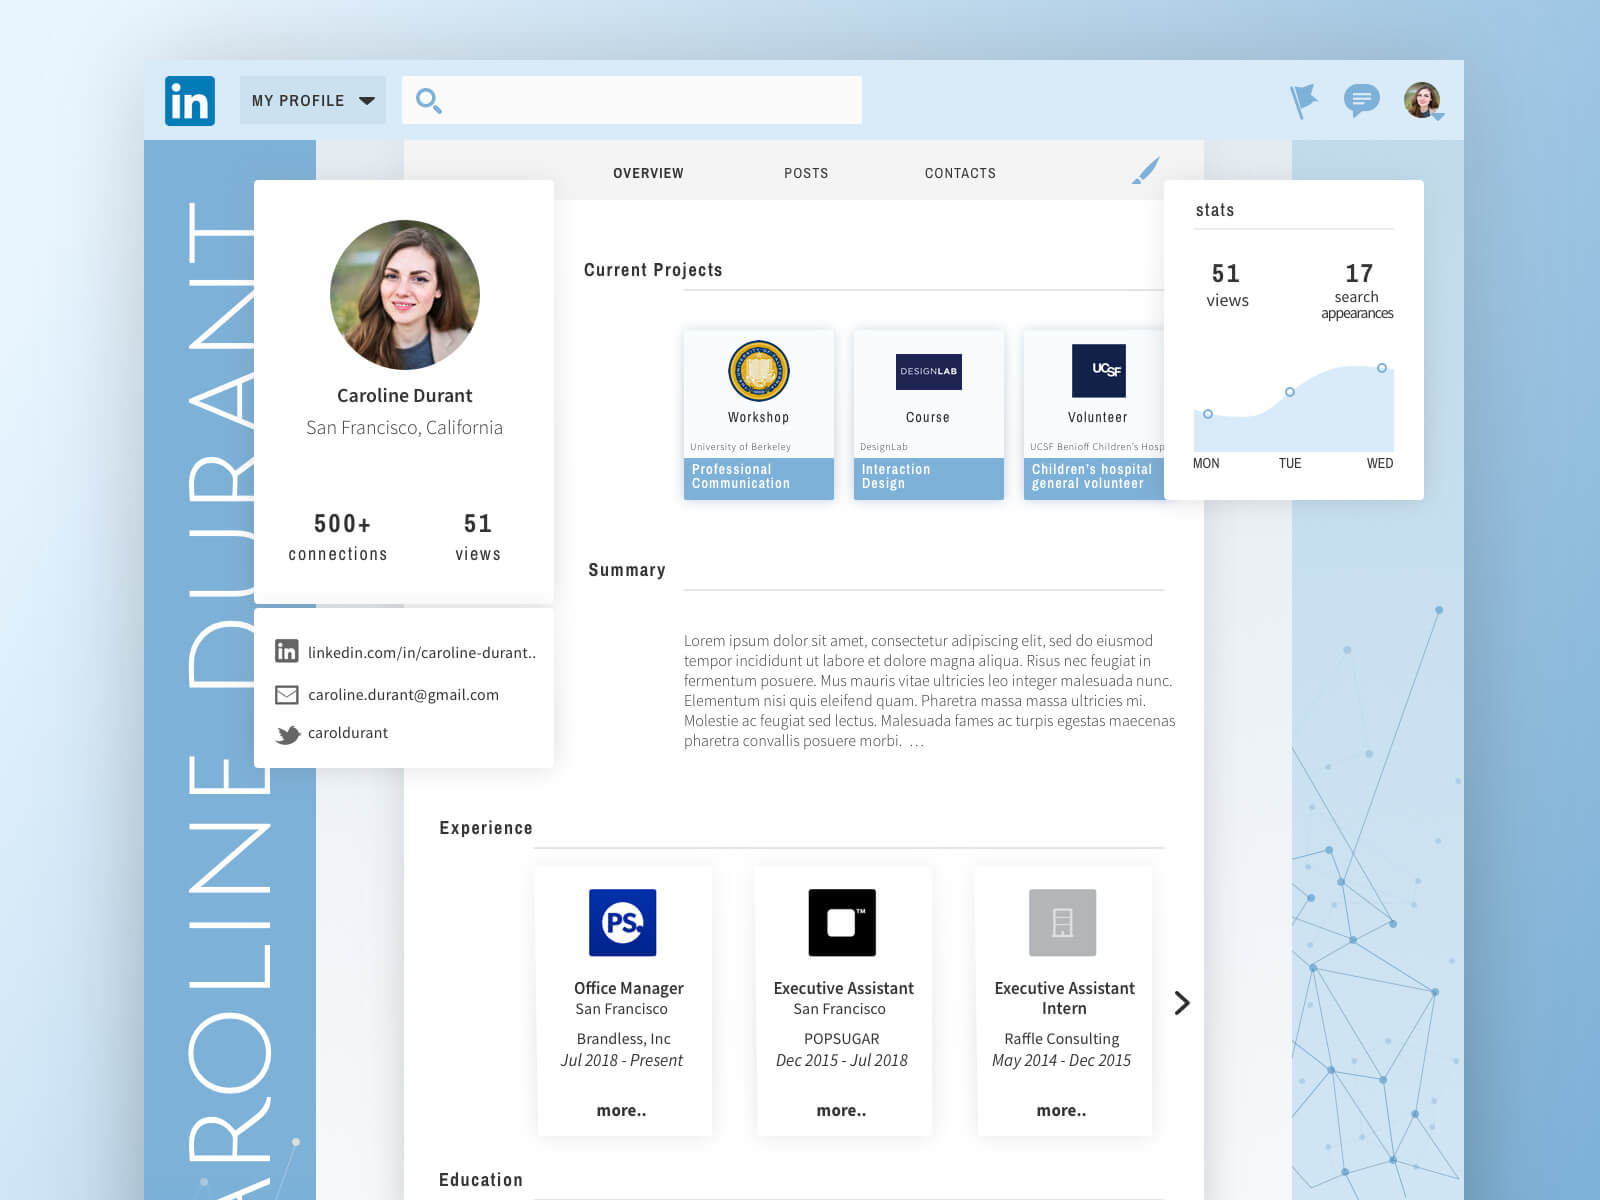 in
MY PROFILE
OVERVIEW
POSTS
CONTACTS
CAROLINE DURANT
Caroline Durant
San Francisco, California
500+
connections
51
views
linkedin.com/in/caroline-durant..
caroline.durant@gmail.com
caroldurant
Current Projects
Workshop
University of Berkeley
Professional
Communication
DESIGNLAB
Course
DesignLab
Interaction
Design
UCSF
Volunteer
UCSF Benioff Children's Hosp
Children's hospital
general volunteer
stats
51
views
17
search
appearances
MON
TUE
WED
Summary
Lorem ipsum dolor sit amet, consectetur adipiscing elit, sed do eiusmod
tempor incididunt ut labore et dolore magna aliqua. Risus nec feugiat in
fermentum posuere. Mus mauris vitae ultricies leo integer malesuada nunc.
Elementum nisi quis eleifend quam. Pharetra massa massa ultricies mi.
Molestie ac feugiat sed lectus. Malesuada fames ac turpis egestas maecenas
pharetra convallis posuere morbi. ...
Experience
PS.
Office Manager
San Francisco
Brandless, Inc
Jul 2018 - Present
more..
TM
Executive Assistant
San Francisco
POPSUGAR
Dec 2015 - Jul 2018
more..
Executive Assistant
Intern
Raffle Consulting
May 2014 - Dec 2015
more..
Education